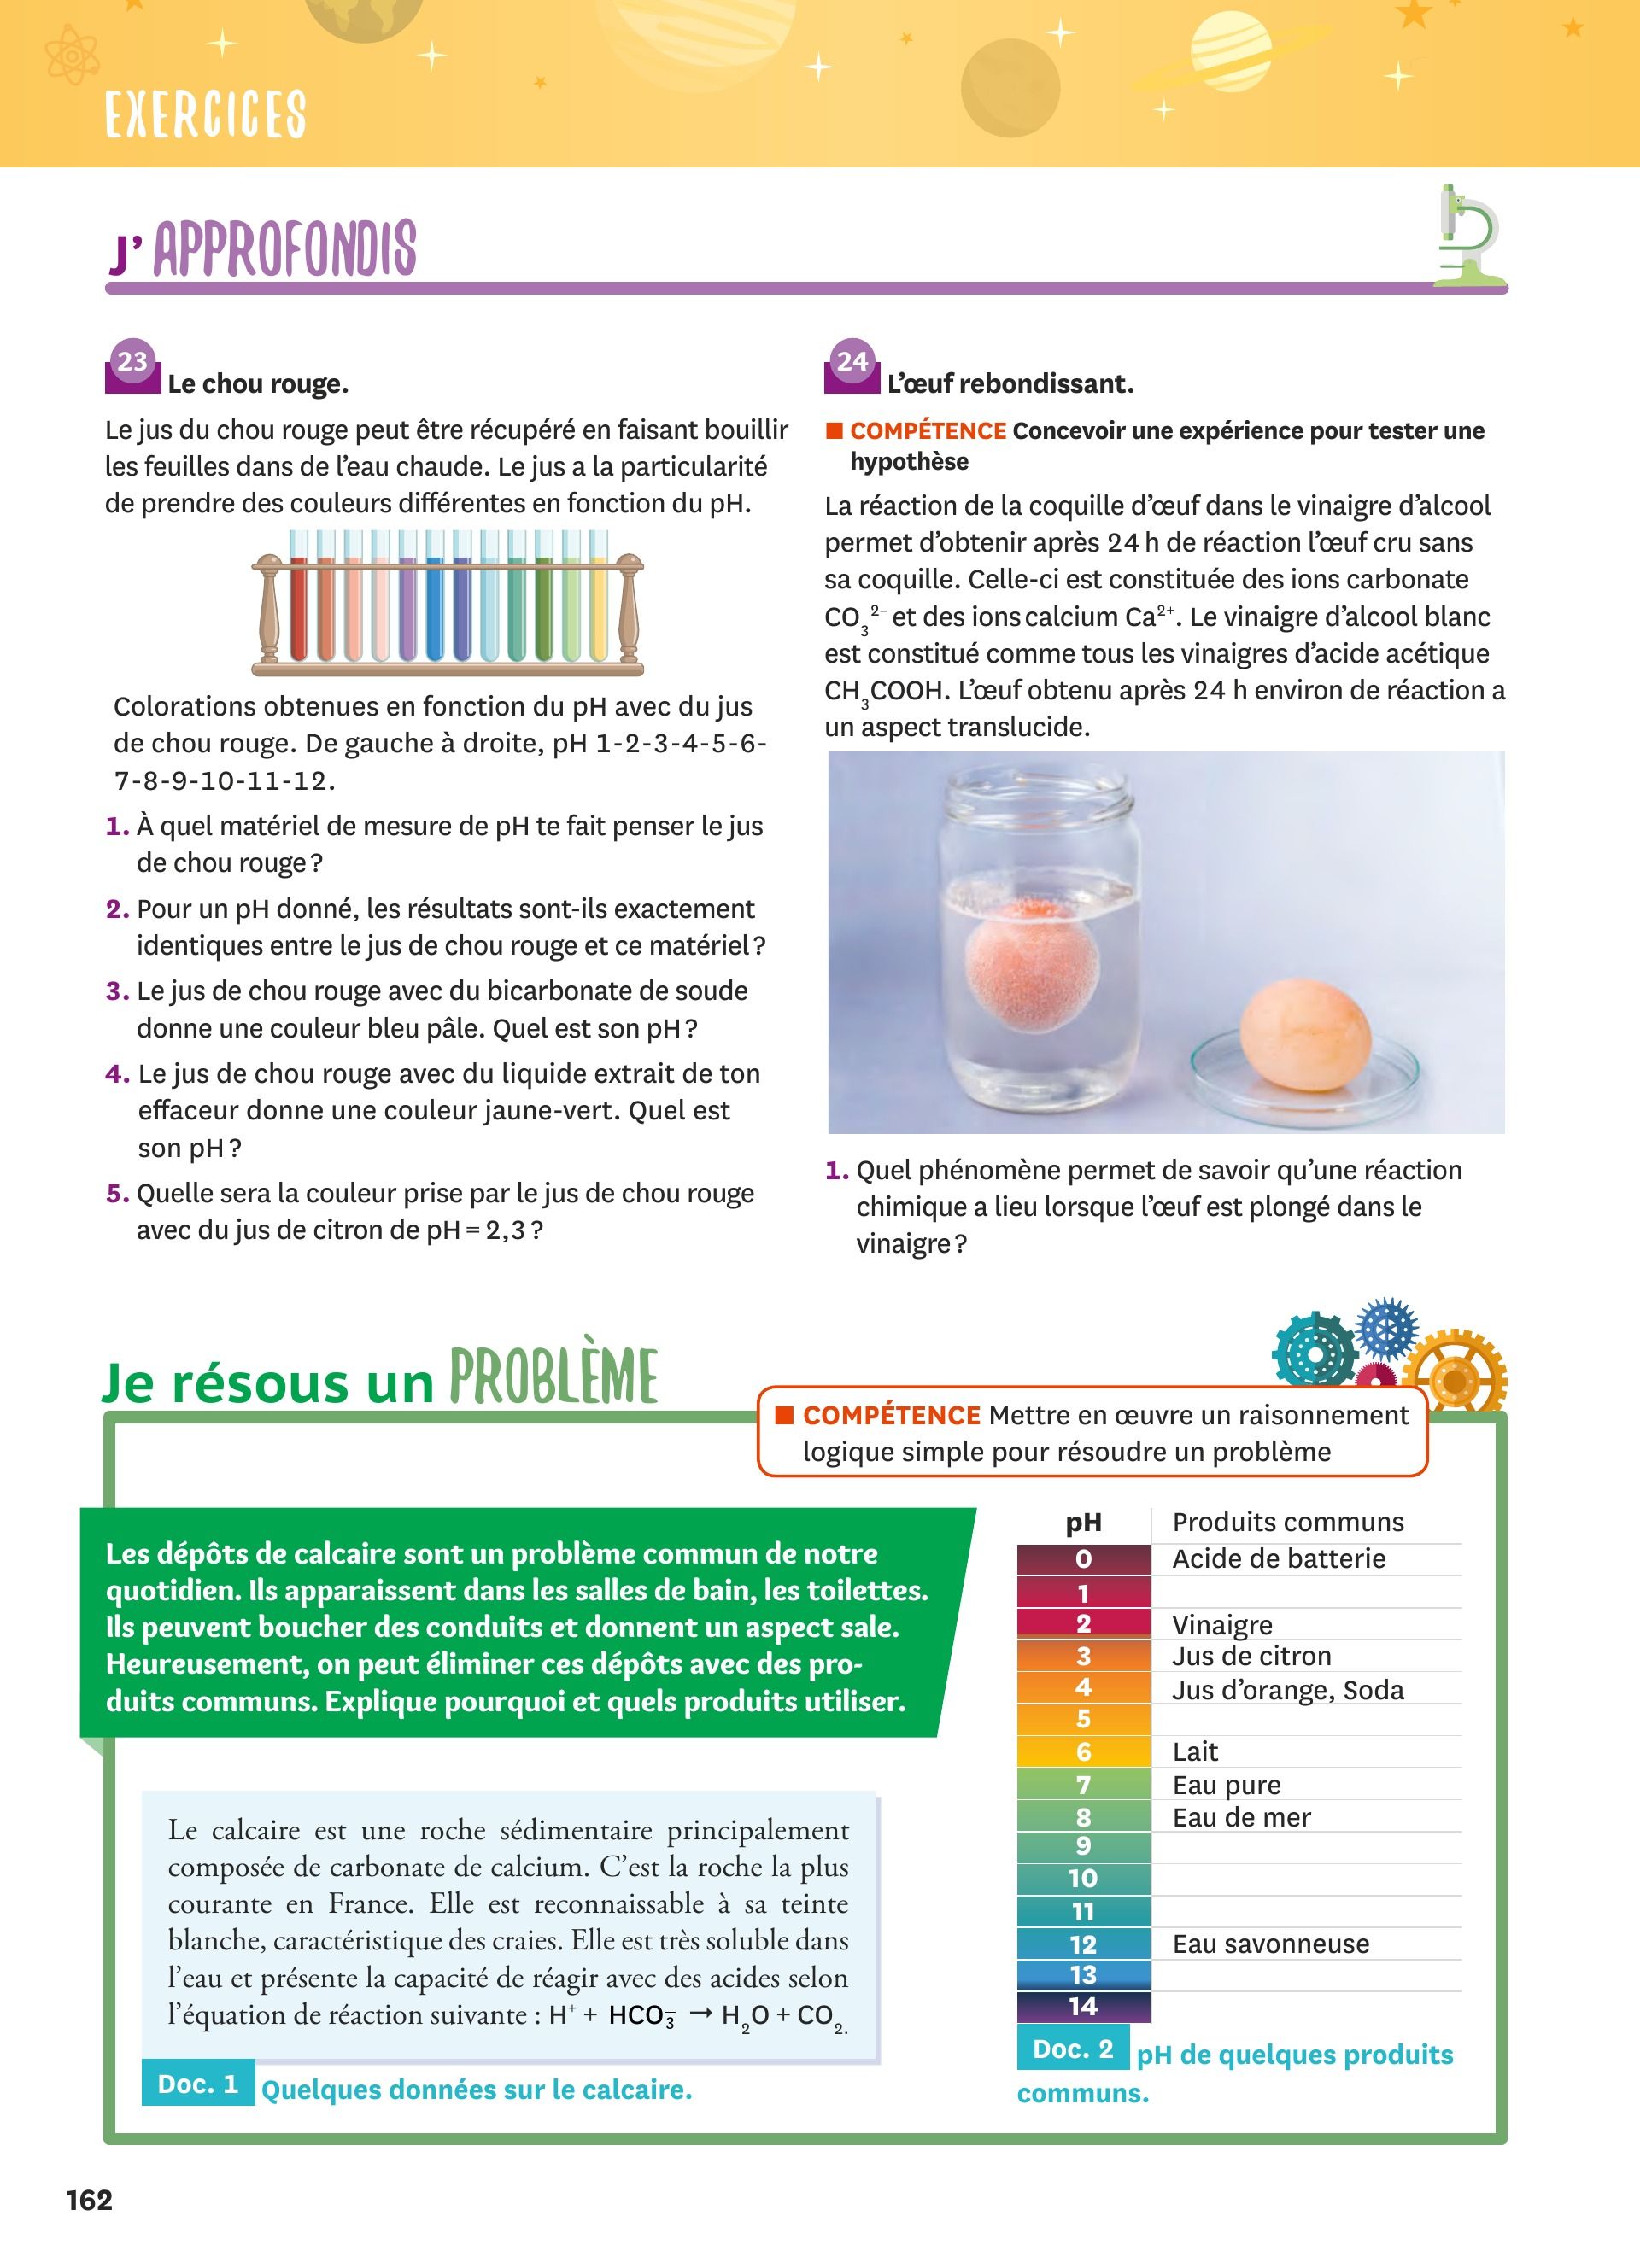 EXERCICES
J’ APPROFONDIS
23 Le chou rouge.
Le jus du chou rouge peut être récupéré en faisant bouillir
les feuilles dans de l’eau chaude. Le jus a la particularité
de prendre des couleurs différentes en fonction du pH.
Colorations obtenues en fonction du pH avec du jus
de chou rouge. De gauche à droite, pH 1-2-3-4-5-6-
7-8-9-10-11-12.
1. À quel matériel de mesure de pH te fait penser le jus
de chou rouge ?
2. Pour un pH donné, les résultats sont-ils exactement
identiques entre le jus de chou rouge et ce matériel ?
3. Le jus de chou rouge avec du bicarbonate de soude
donne une couleur bleu pâle. Quel est son pH ?
4. Le jus de chou rouge avec du liquide extrait de ton
effaceur donne une couleur jaune-vert. Quel est
son pH ?
5. Quelle sera la couleur prise par le jus de chou rouge
avec du jus de citron de pH = 2,3 ?
24 L’œuf rebondissant.
■ COMPÉTENCE Concevoir une expérience pour tester une
hypothèse
La réaction de la coquille d’œuf dans le vinaigre d’alcool
permet d’obtenir après 24 h de réaction l’œuf cru sans
sa coquille. Celle-ci est constituée des ions carbonate
CO₃²⁻ et des ions calcium Ca²⁺. Le vinaigre d’alcool blanc
est constitué comme tous les vinaigres d’acide acétique
CH₃COOH. L’œuf obtenu après 24 h environ de réaction a
un aspect translucide.
1. Quel phénomène permet de savoir qu’une réaction
chimique a lieu lorsque l’œuf est plongé dans le
vinaigre ?
Je résous un PROBLÈME
■ COMPÉTENCE Mettre en œuvre un raisonnement
logique simple pour résoudre un problème
Les dépôts de calcaire sont un problème commun de notre
quotidien. Ils apparaissent dans les salles de bain, les toilettes.
Ils peuvent boucher des conduits et donnent un aspect sale.
Heureusement, on peut éliminer ces dépôts avec des pro-
duits communs. Explique pourquoi et quels produits utiliser.
Le calcaire est une roche sédimentaire principalement
composée de carbonate de calcium. C’est la roche la plus
courante en France. Elle est reconnaissable à sa teinte
blanche, caractéristique des craies. Elle est très soluble dans
l’eau et présente la capacité de réagir avec des acides selon
l’équation de réaction suivante : H⁺ + HCO₃⁻ → H₂O + CO₂.
Doc. 1 Quelques données sur le calcaire.
pH Produits communs
0 Acide de batterie
1
2 Vinaigre
3 Jus de citron
4 Jus d’orange, Soda
5
6 Lait
7 Eau pure
8 Eau de mer
9
10
11
12 Eau savonneuse
13
14
Doc. 2 pH de quelques produits
communs.
162